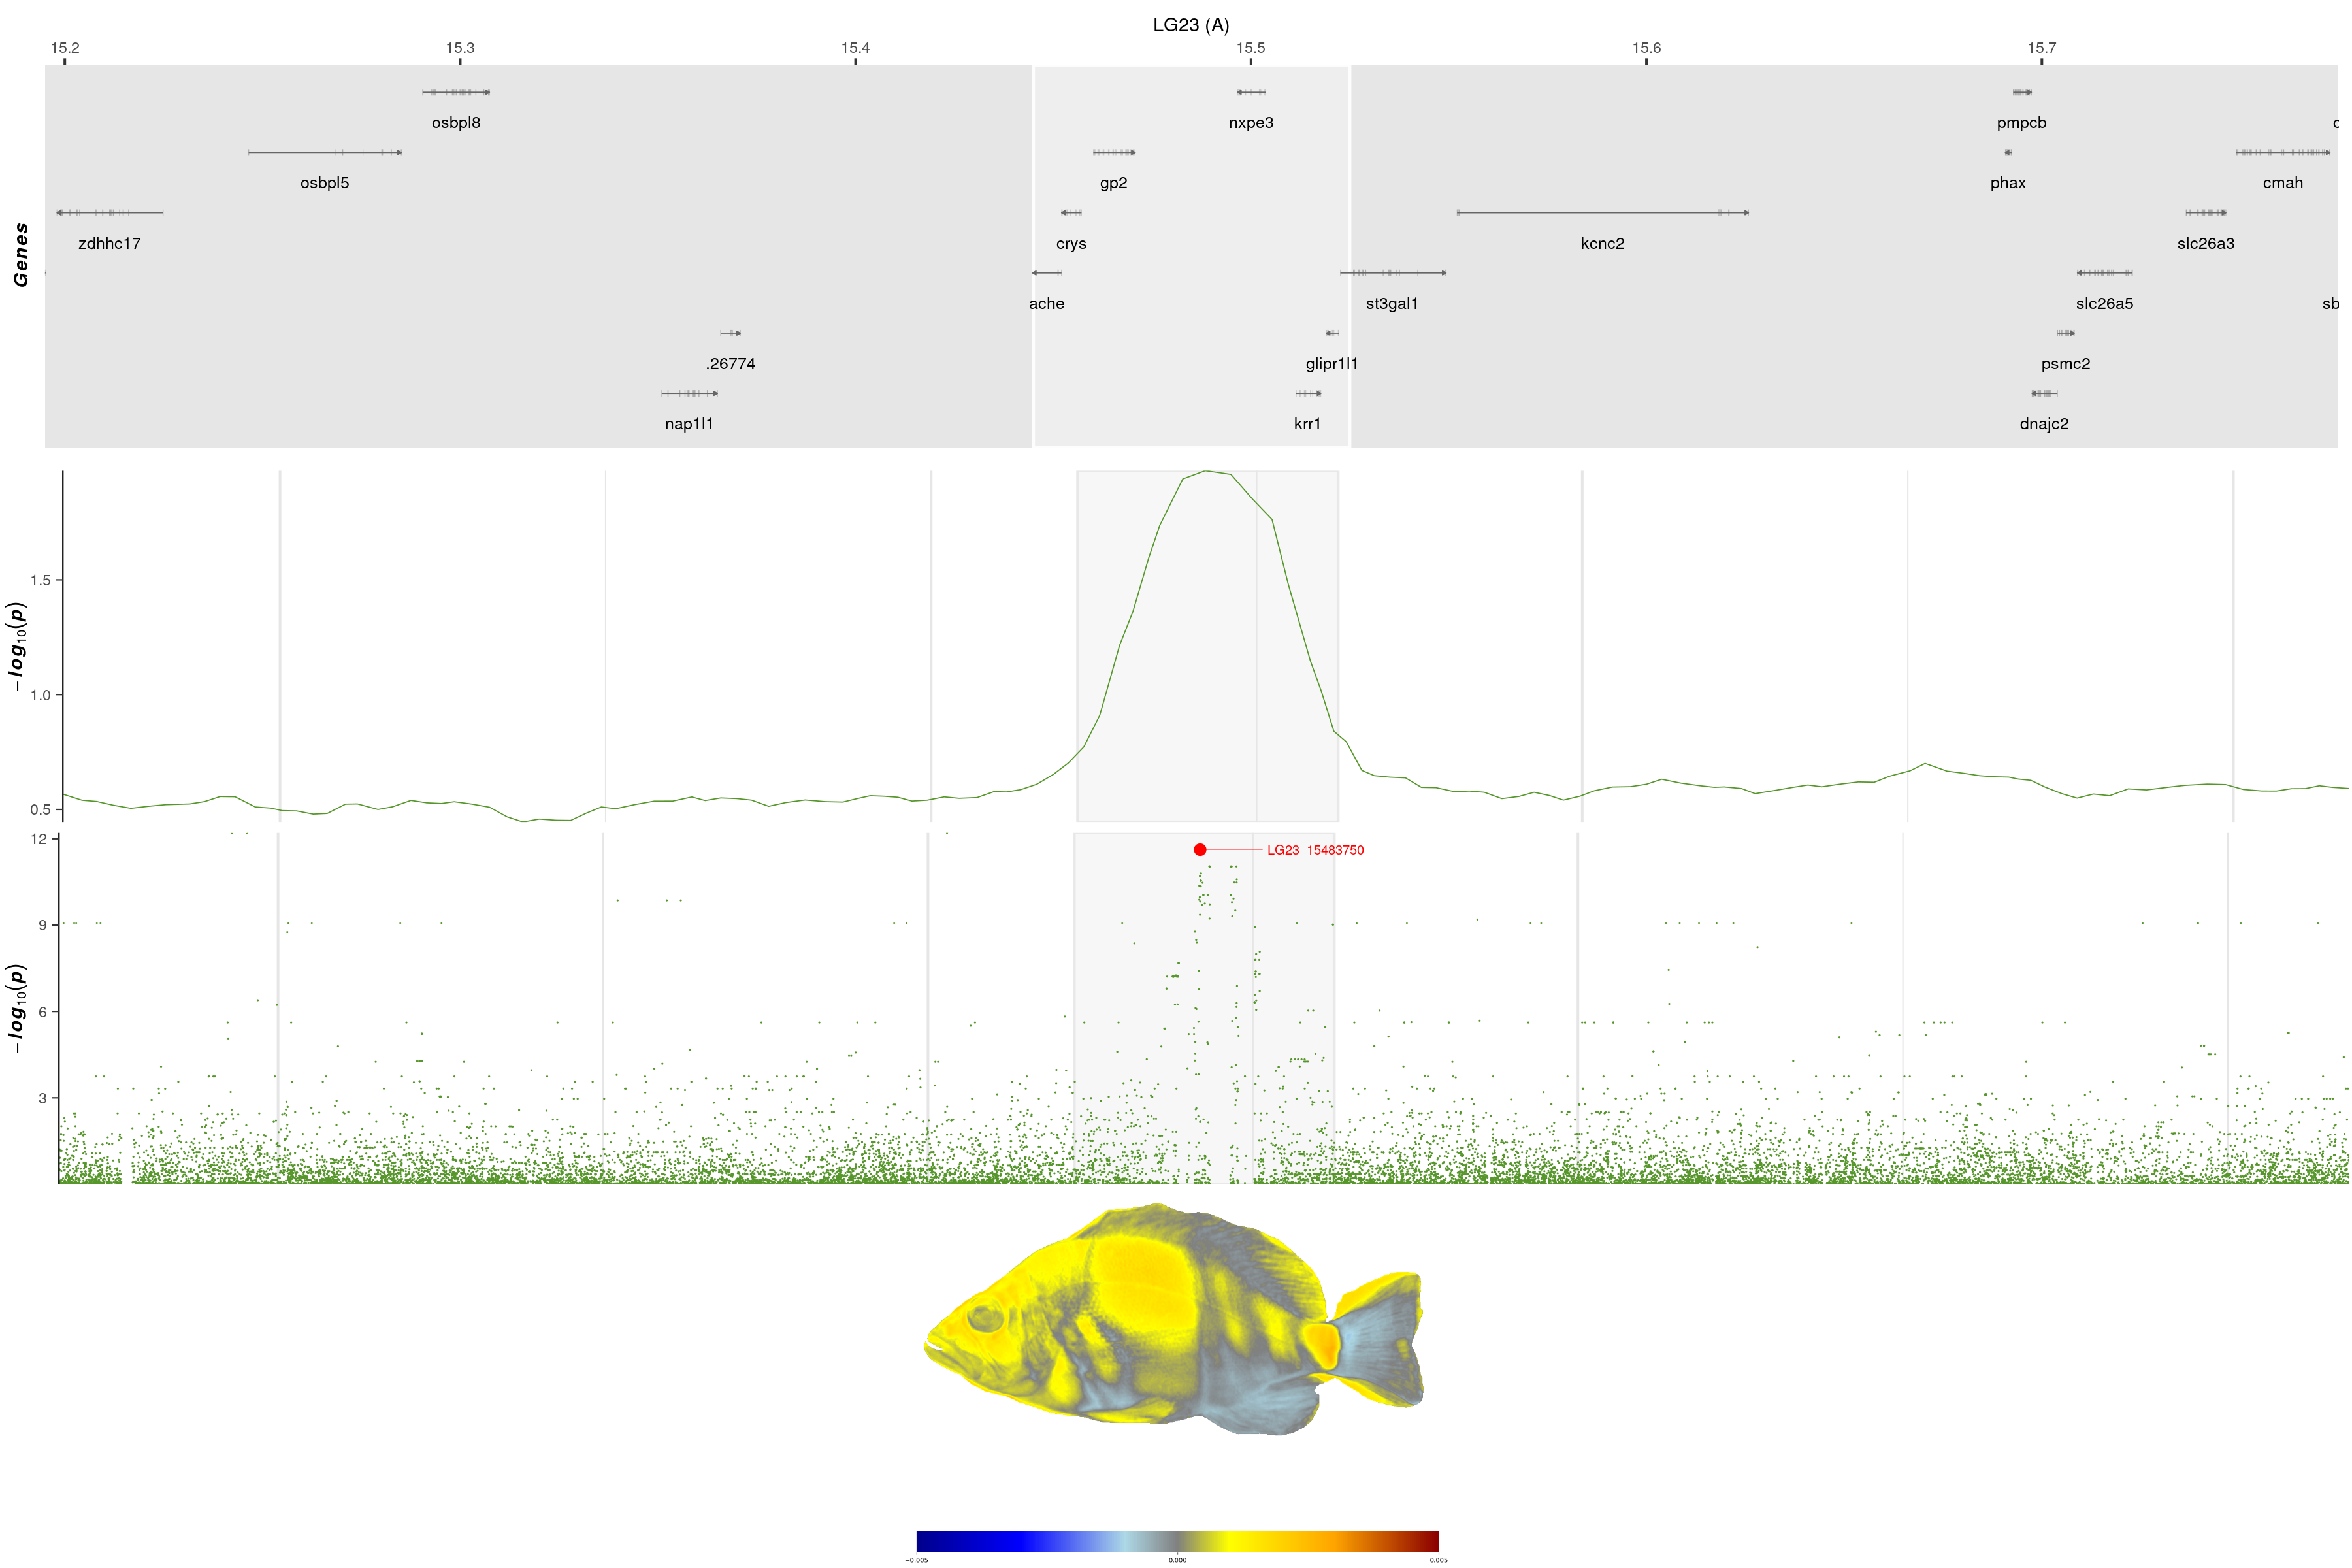 LG23 (A)
15.2 15.3 15.4 15.5 15.6 15.7
Genes
osbpl8 nxpe3 pmpcb c
osbpl5 gp2 phax cmah
zdhhc17 crys kcnc2 slc26a3
ache st3gal1 slc26a5 sb
.26774 glipr1l1 psmc2
nap1l1 krr1 dnajc2
−log10(p)
1.5
1.0
0.5
−log10(p)
12
9
6
3
LG23_15483750
−0.005 0.000 0.005